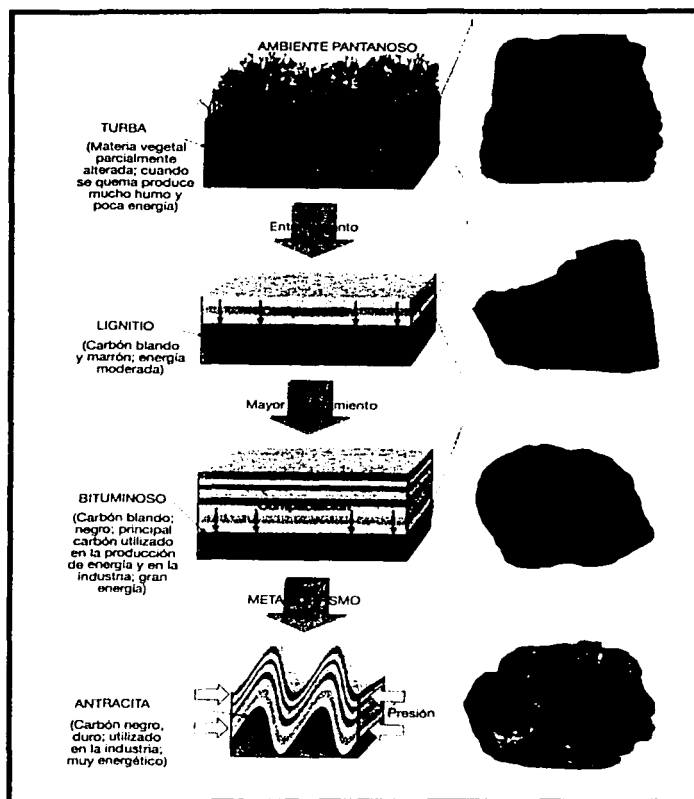 AMBIENTE PANTANOSO
TURBA
(Materia vegetal
parcialmente
alterada; cuando
se quema produce
mucho humo y
poca energía)
LIGNITIO
(Carbón blando
y marrón; energía
moderada)
Mayor
BITUMINOSO
(Carbón blando;
negro; principal
carbón utilizado
en la producción
de energía y en la
industria; gran
energía)
ANTRACITA
(Carbón negro,
duro; utilizado
en la industria;
muy energético)
Presión